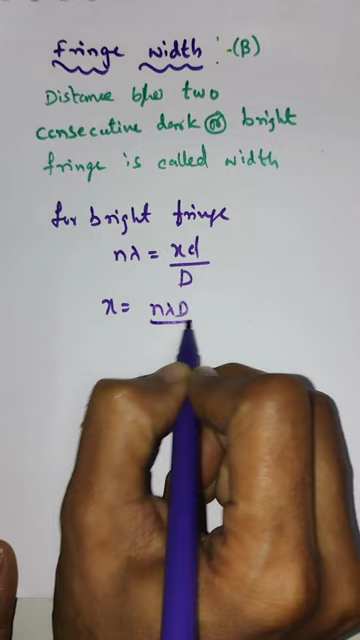 fringe width :- (β)
Distance b/w two
consecutive dark or bright
fringe is called width
for bright fringe
nλ = xd/D
x = nλD